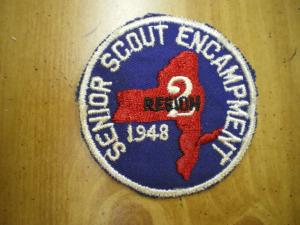 SENIOR SCOUT ENCAMPMENT
2
REGION
1948